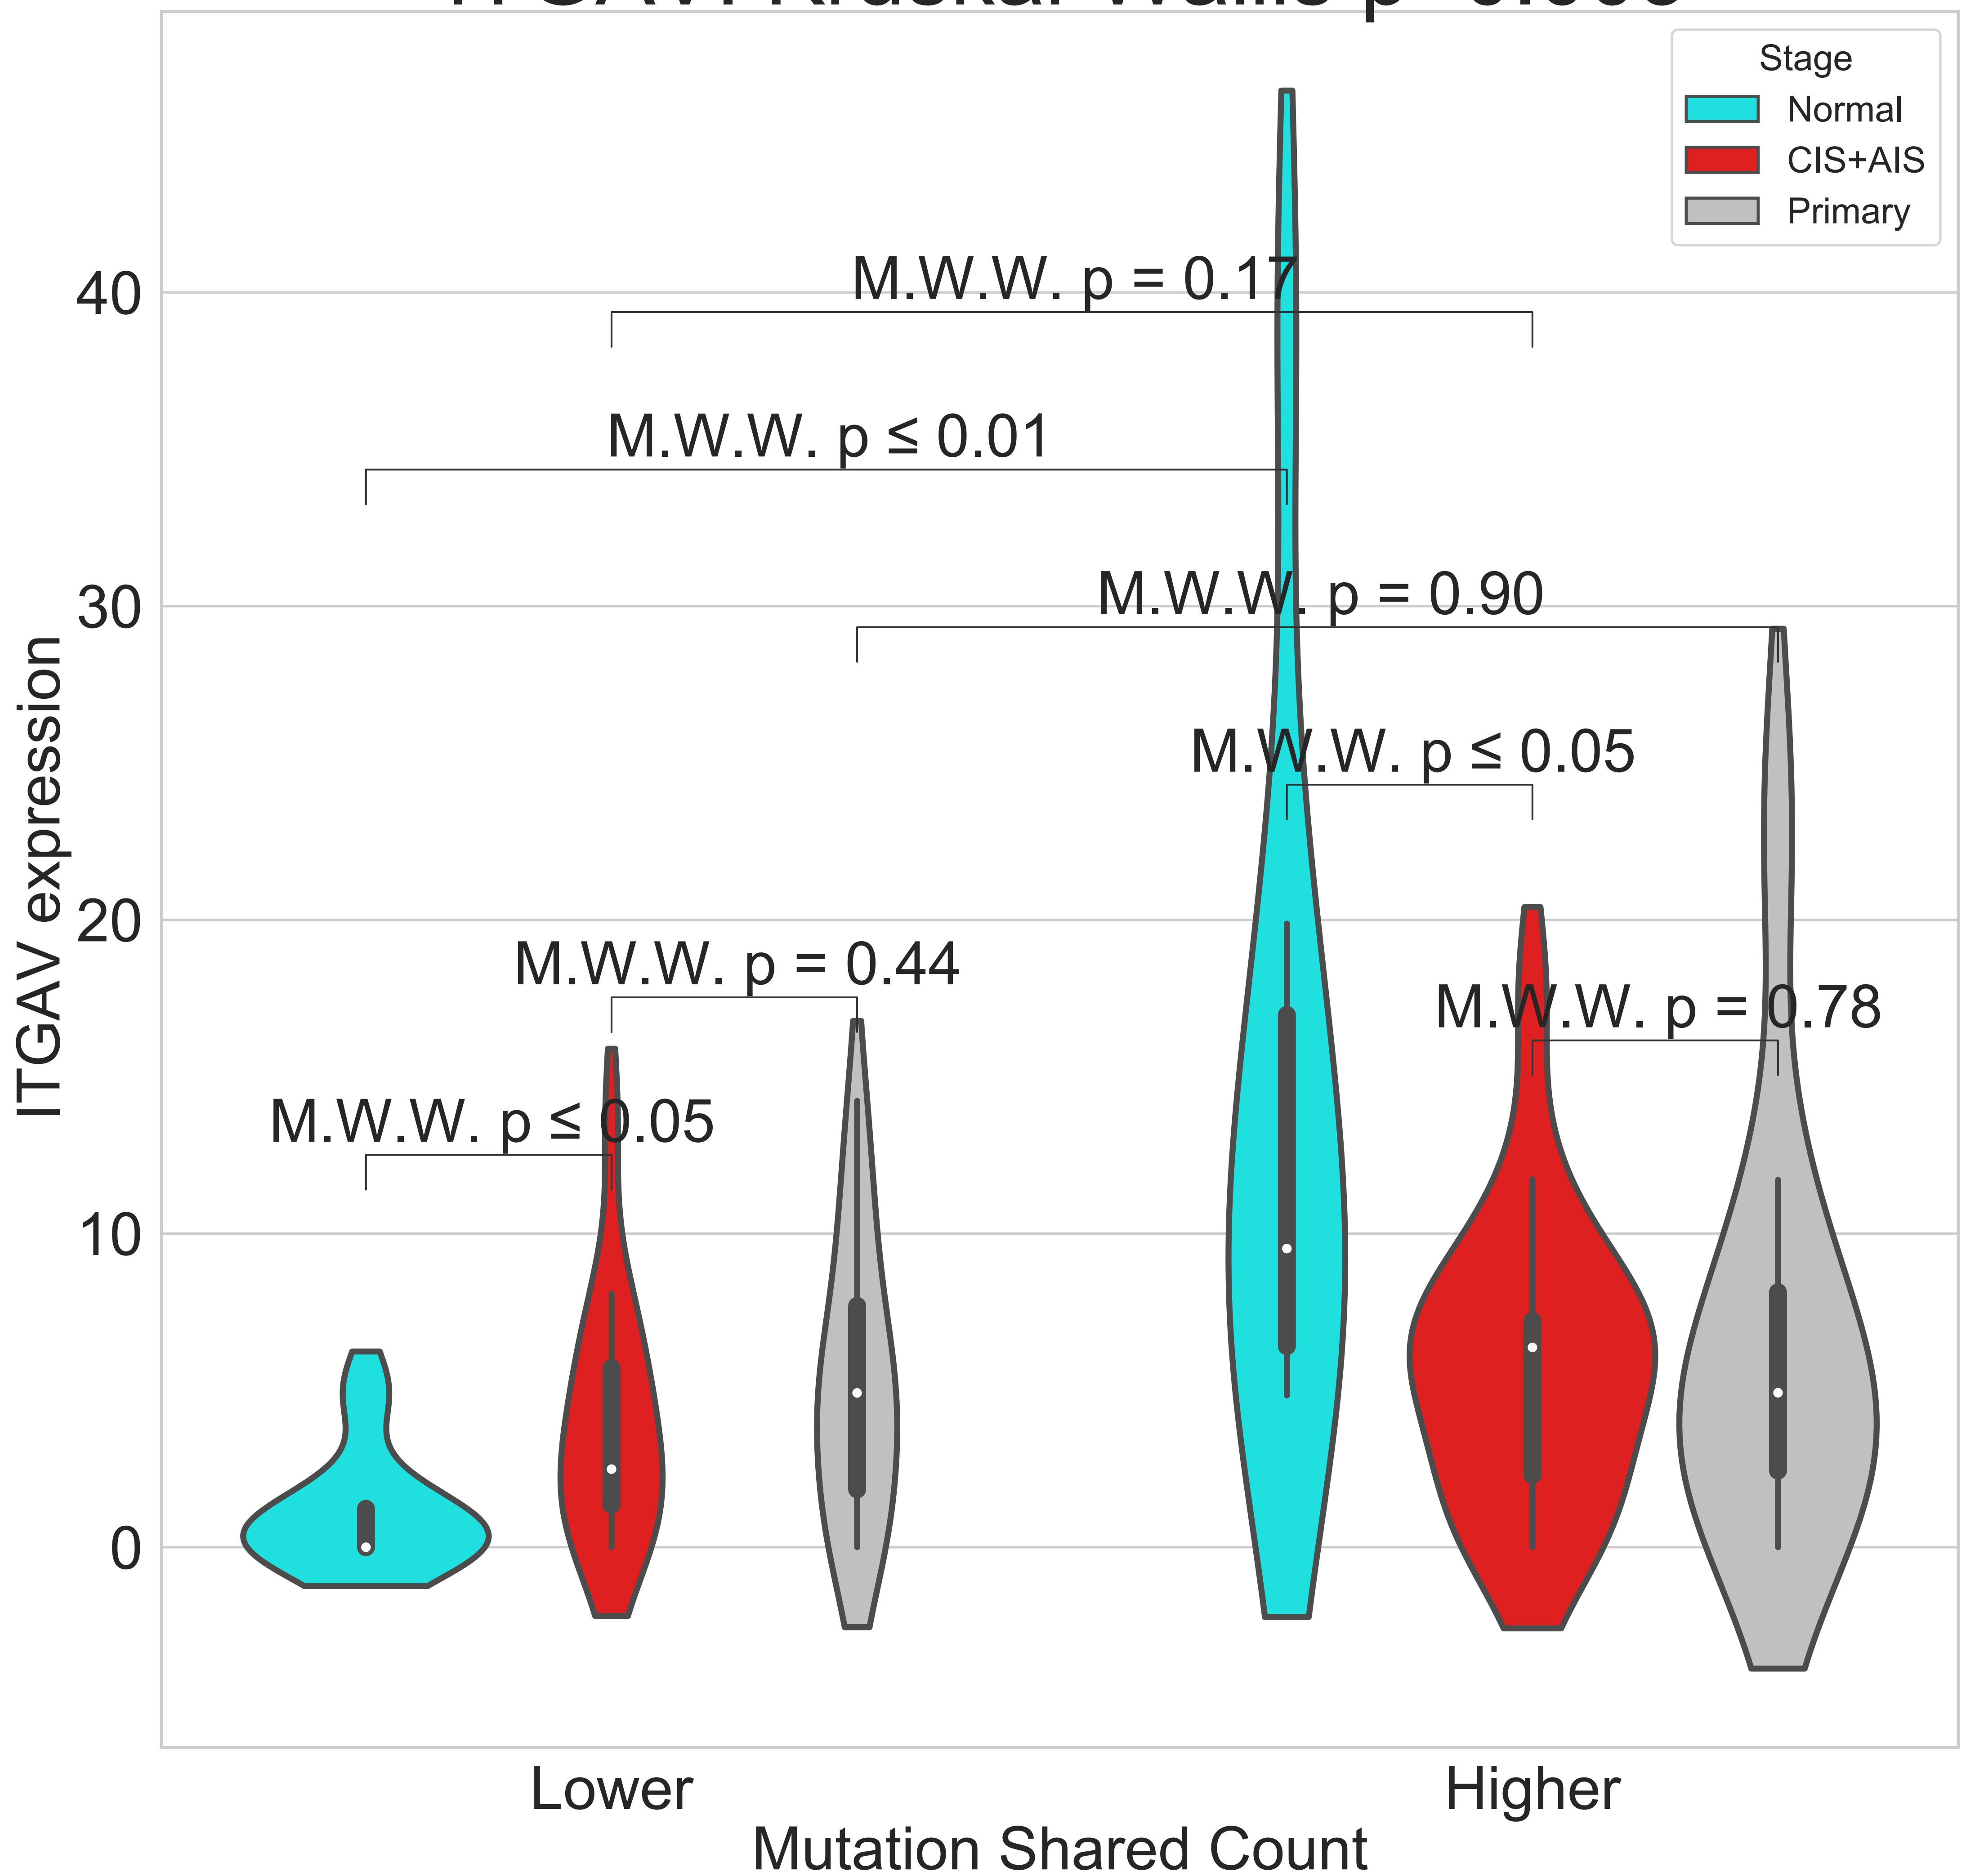 Stage
Normal
CIS+AIS
Primary
M.W.W. p = 0.17
40
M.W.W. p ≤ 0.01
M.W.W. p = 0.90
30
M.W.W. p ≤ 0.05
ITGAV expression
20
M.W.W. p = 0.44
M.W.W. p = 0.78
M.W.W. p ≤ 0.05
10
0
Lower
Higher
Mutation Shared Count